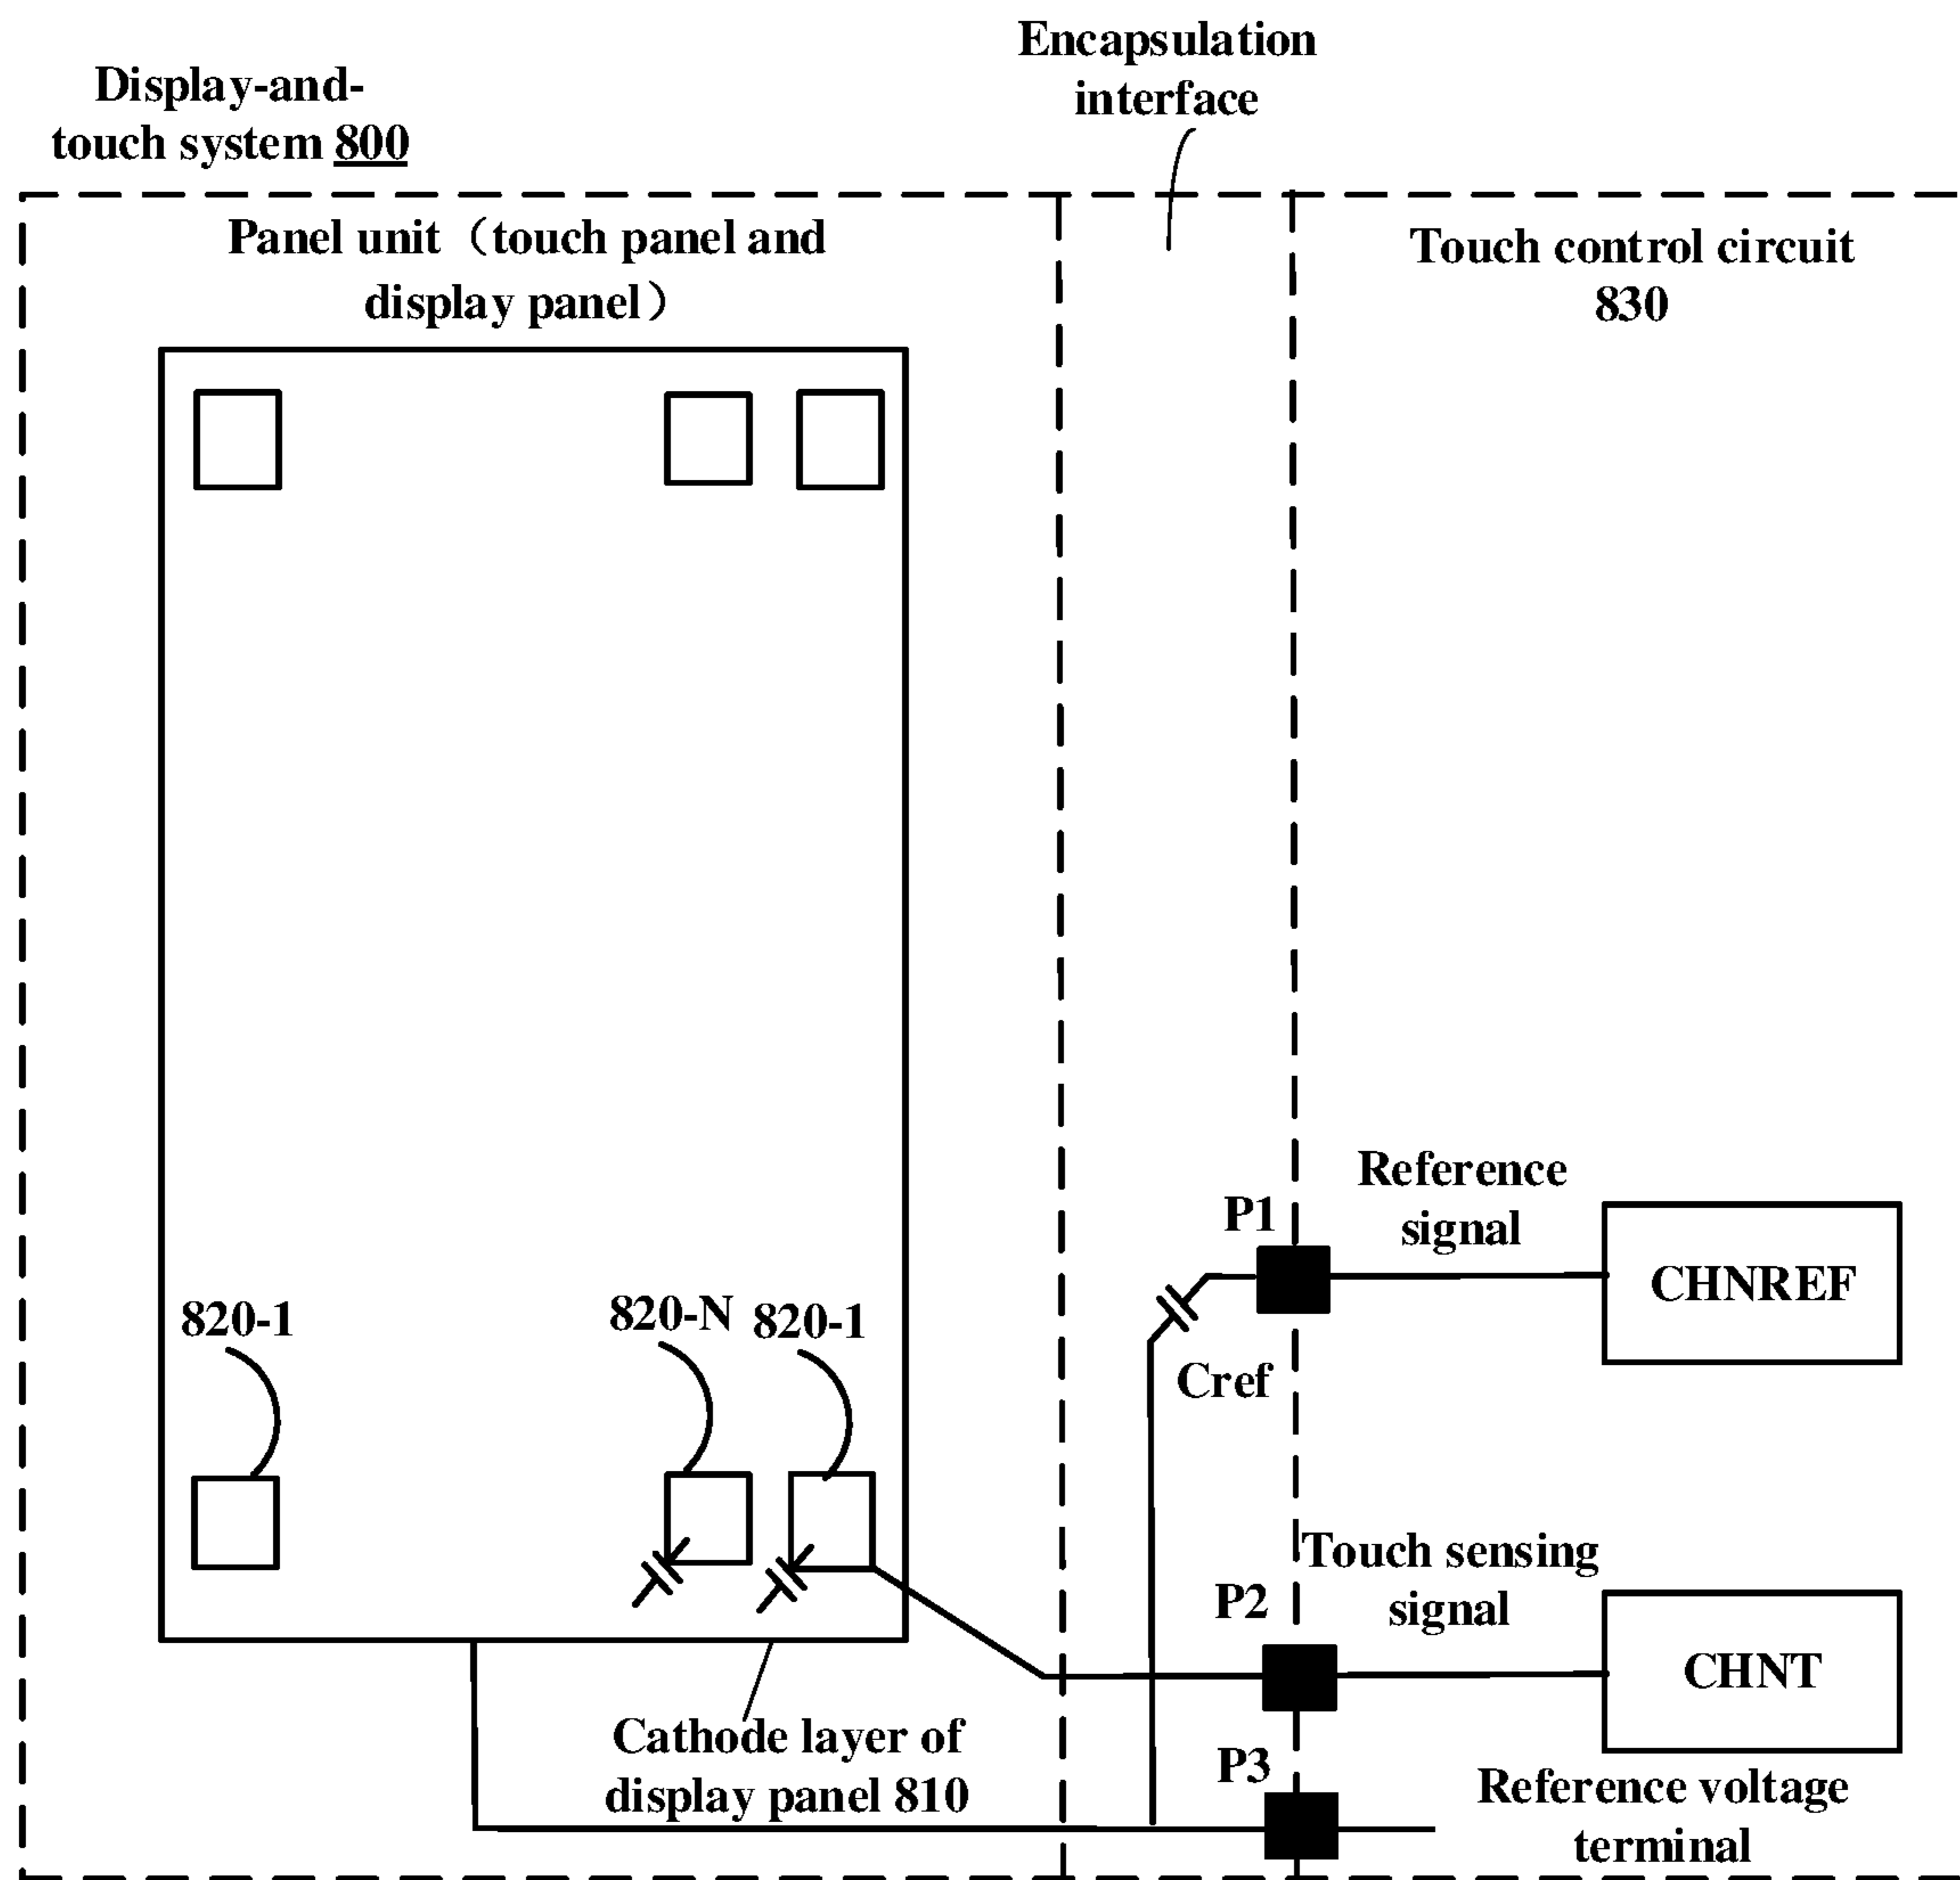 Encapsulation
interface
Display-and-
touch system 800
Panel unit（touch panel and
display panel）
Touch control circuit
830
Reference
signal
P1
CHNREF
820-1
820-N
820-1
Cref
Touch sensing
signal
P2
CHNT
Cathode layer of
display panel 810
P3
Reference voltage
terminal